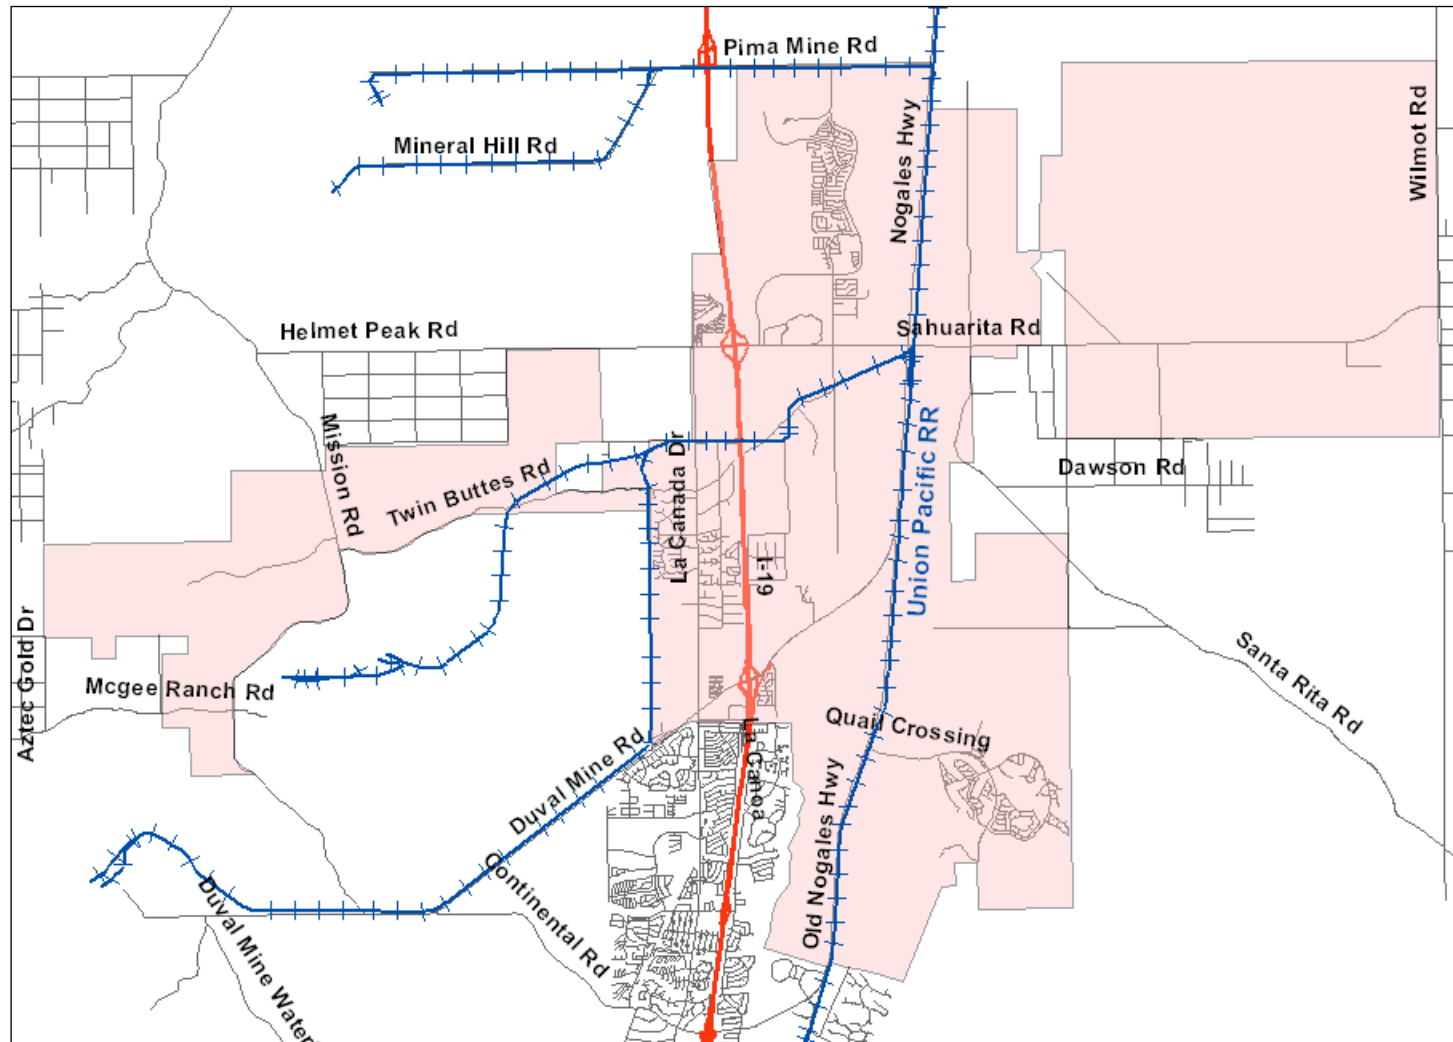 Pima Mine Rd
Mineral Hill Rd
Nogales Hwy
Wilmot Rd
Helmet Peak Rd
Sahuarita Rd
Mission Rd
Twin Buttes Rd
La Canada Dr
Union Pacific RR
Dawson Rd
I-19
Aztec Gold Dr
Mcgee Ranch Rd
Santa Rita Rd
Quail Crossing
La Canoa
Duval Mine Rd
Old Nogales Hwy
Continental Rd
Duval Mine Water